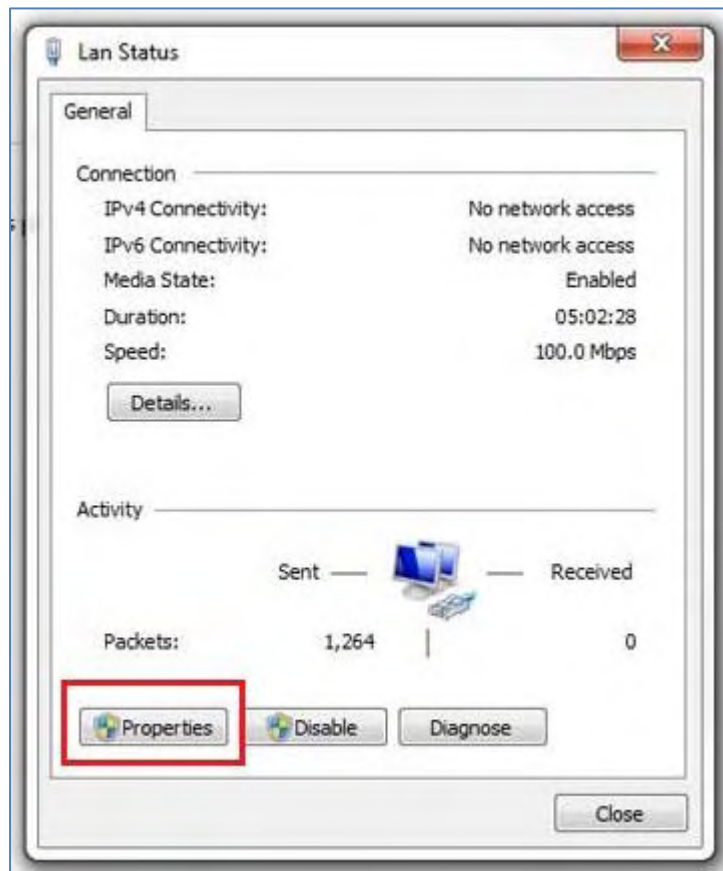 Lan Status
General
Connection
IPv4 Connectivity: No network access
IPv6 Connectivity: No network access
Media State: Enabled
Duration: 05:02:28
Speed: 100.0 Mbps
Details...
Activity
Sent Received
Packets: 1,264 0
Properties Disable Diagnose
Close